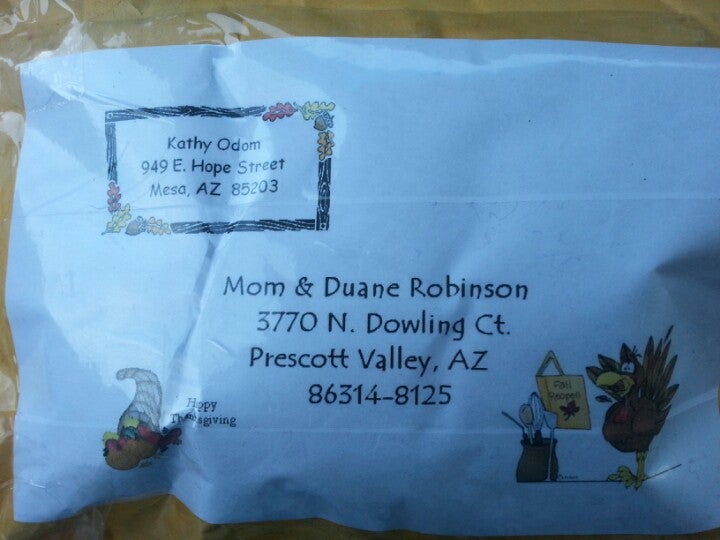 Kathy Odom
949 E. Hope Street
Mesa, AZ 85203
Mom & Duane Robinson
3770 N. Dowling Ct.
Prescott Valley, AZ
86314-8125
Happy
Thanksgiving
Fall